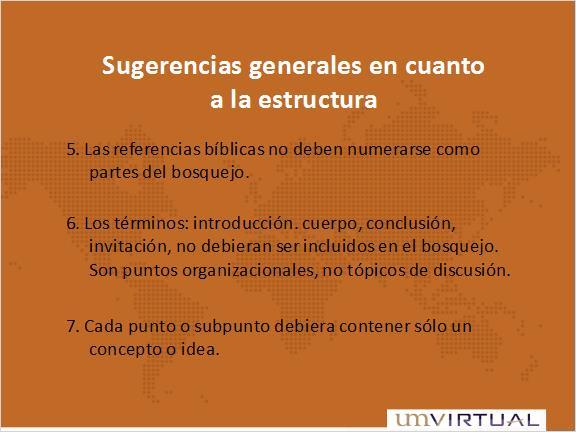 Sugerencias generales en cuanto
a la estructura
5. Las referencias bíblicas no deben numerarse como
partes del bosquejo.
6. Los términos: introducción. cuerpo, conclusión,
invitación, no debieran ser incluidos en el bosquejo.
Son puntos organizacionales, no tópicos de discusión.
7. Cada punto o subpunto debiera contener sólo un
concepto o idea.
umVIRTUAL